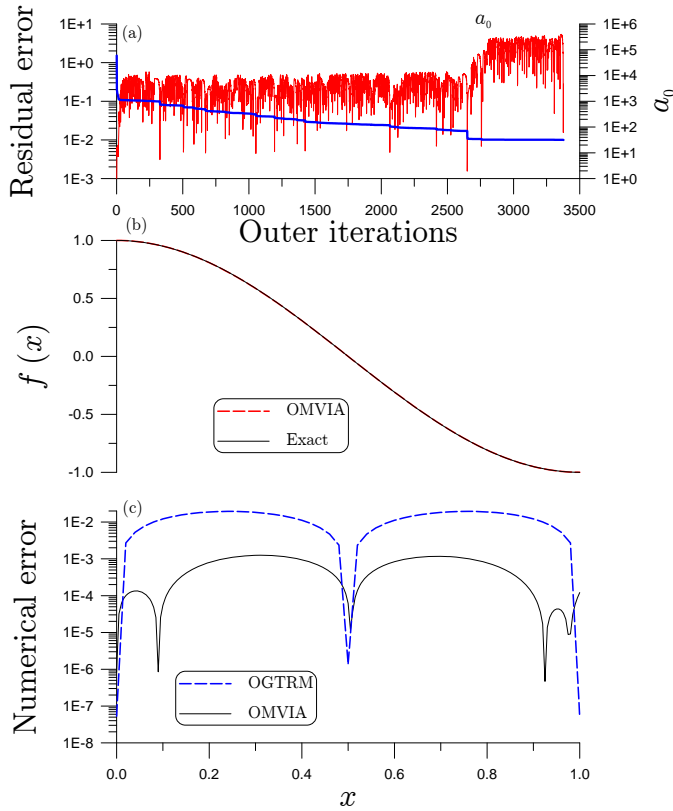 (a)
a₀
Residual error
1E+1
1E+0
1E-1
1E-2
1E-3
1E+6
1E+5
1E+4
1E+3
1E+2
1E+1
1E+0
a₀
0 500 1000 1500 2000 2500 3000 3500
Outer iterations
(b)
f (x)
1.0
0.5
0.0
-0.5
-1.0
OMVIA
Exact
(c)
Numerical error
1E-2
1E-3
1E-4
1E-5
1E-6
1E-7
1E-8
OGTRM
OMVIA
0.0 0.2 0.4 0.6 0.8 1.0
x